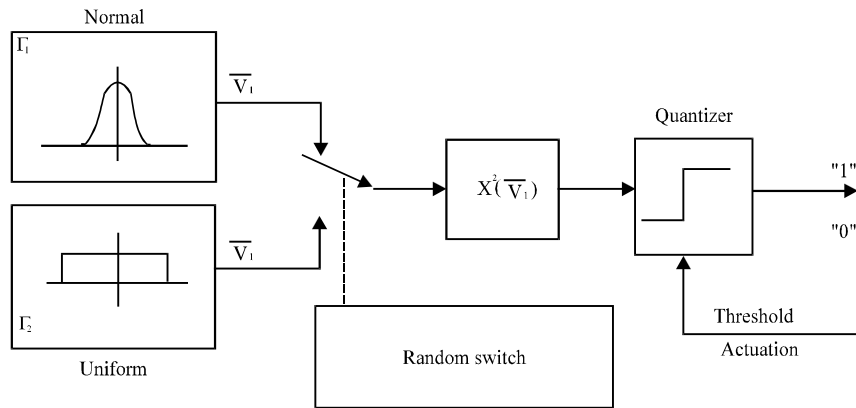 Normal
Γ₁
V̅₁
Quantizer
X²(V̅₁)
"1"
"0"
V̅₁
Γ₂
Uniform
Random switch
Threshold
Actuation